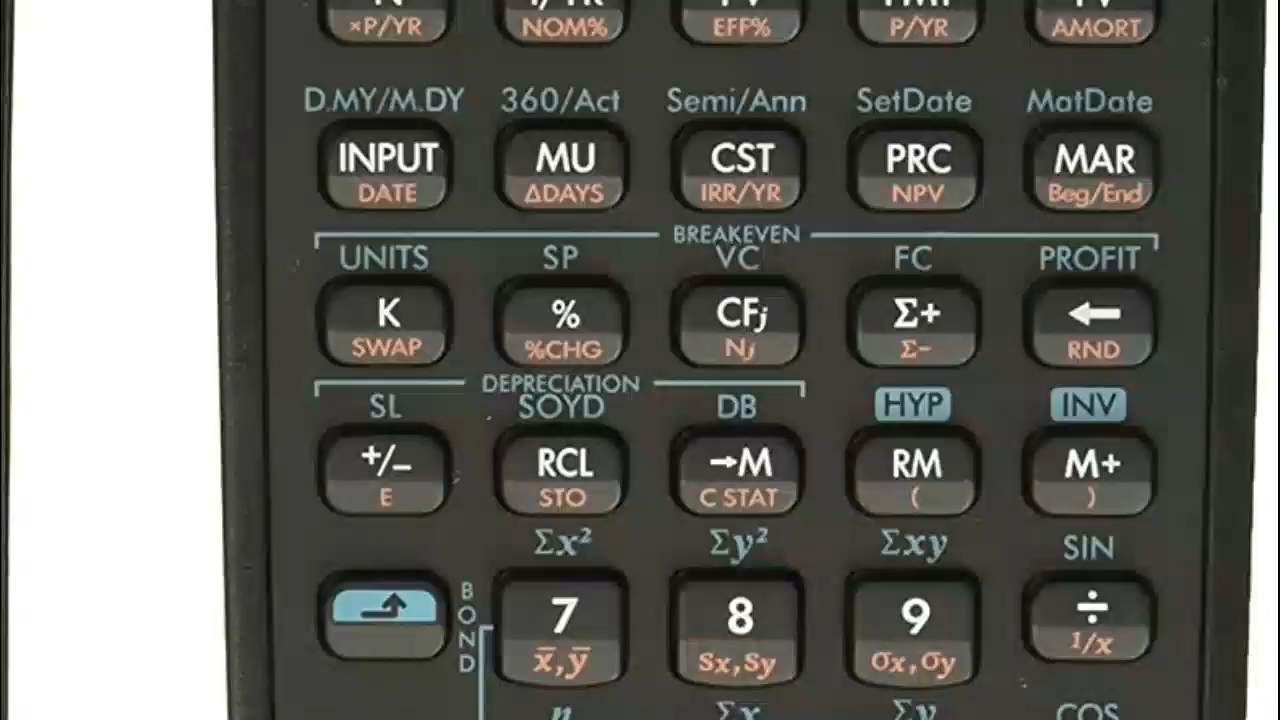 ×P/YR NOM% EFF% P/YR AMORT
D.MY/M.DY 360/Act Semi/Ann SetDate MatDate
INPUT MU CST PRC MAR
DATE ΔDAYS IRR/YR NPV Beg/End
BREAKEVEN
UNITS SP VC FC PROFIT
K % CFj Σ+ ←
SWAP %CHG Nj Σ− RND
DEPRECIATION
SL SOYD DB HYP INV
+/− RCL →M RM M+
E STO C STAT ( )
Σx² Σy² Σxy SIN
BOND
7 8 9 ÷
x̄,ȳ Sx,Sy σx,σy 1/x
n Σx Σy COS